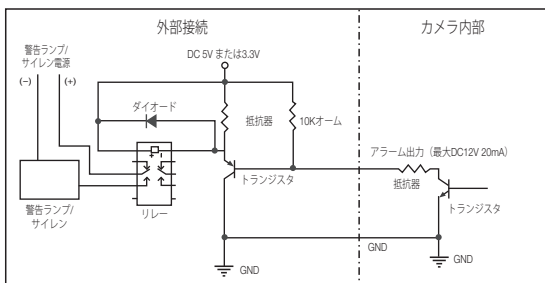 外部接続
カメラ内部
DC 5V または3.3V
警告ランプ/
サイレン電源
(−)
(+)
ダイオード
抵抗器
10Kオーム
アラーム出力（最大DC12V 20mA）
トランジスタ
抵抗器
トランジスタ
+
警告ランプ/
サイレン
リレー
GND
GND
GND